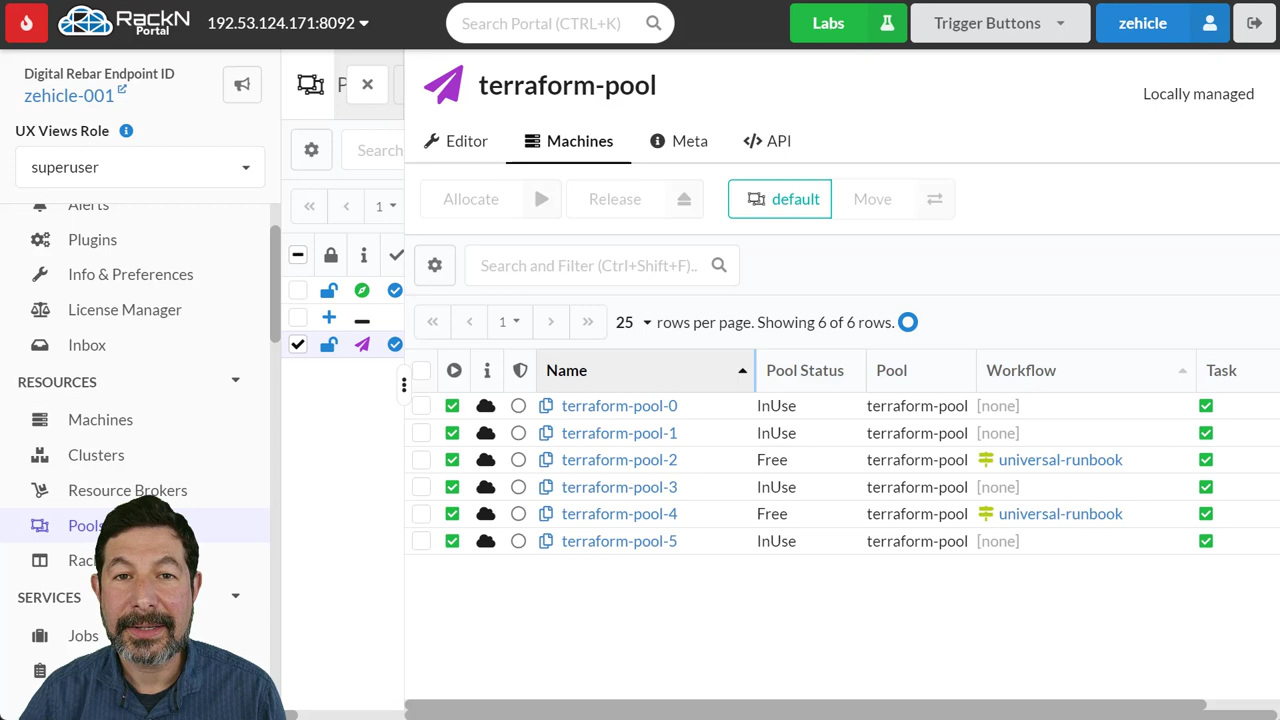 RackN
Portal
192.53.124.171:8092
Search Portal (CTRL+K)
Labs
Trigger Buttons
zehicle
Digital Rebar Endpoint ID
zehicle-001
UX Views Role
superuser
Alerts
Plugins
Info & Preferences
License Manager
Inbox
RESOURCES
Machines
Clusters
Resource Brokers
Pools
Rac
SERVICES
Jobs
P
Search
1
terraform-pool
Locally managed
Editor
Machines
Meta
API
Allocate
Release
default
Move
Search and Filter (Ctrl+Shift+F)..
1
25 rows per page. Showing 6 of 6 rows.
Name Pool Status Pool Workflow Task
terraform-pool-0 InUse terraform-pool [none]
terraform-pool-1 InUse terraform-pool [none]
terraform-pool-2 Free terraform-pool universal-runbook
terraform-pool-3 InUse terraform-pool [none]
terraform-pool-4 Free terraform-pool universal-runbook
terraform-pool-5 InUse terraform-pool [none]